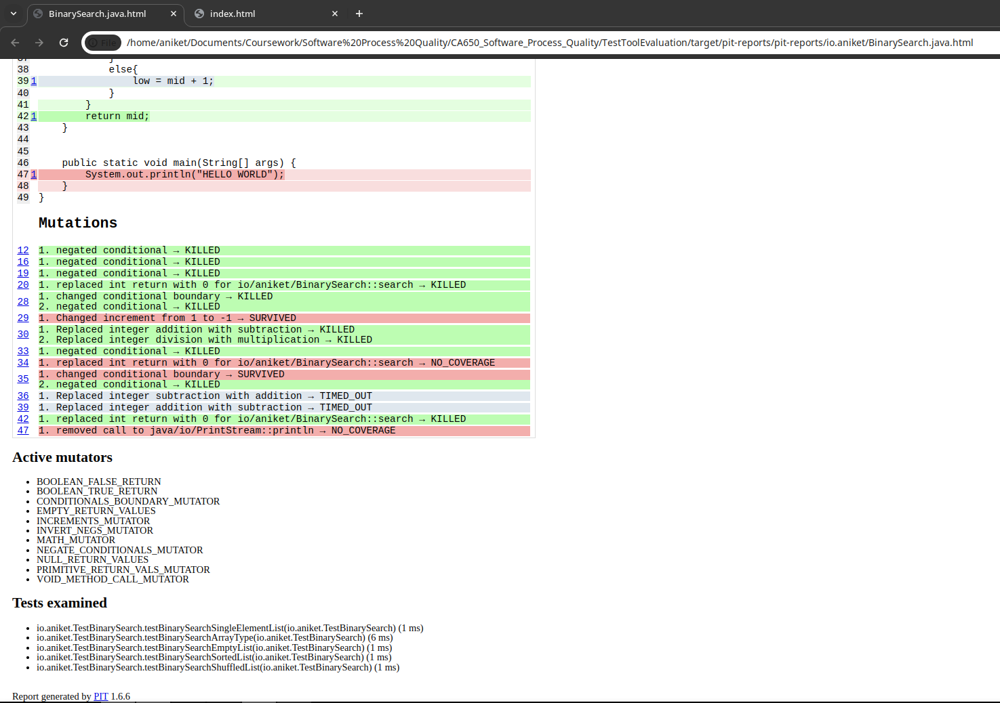 BinarySearch.java.html
index.html
File
/home/aniket/Documents/Coursework/Software%20Process%20Quality/CA650_Software_Process_Quality/TestToolEvaluation/target/pit-reports/pit-reports/io.aniket/BinarySearch.java.html
37 }
38 else{
39 1 low = mid + 1;
40 }
41 }
42 1 return mid;
43 }
44
45
46 public static void main(String[] args) {
47 1 System.out.println("HELLO WORLD");
48 }
49 }
Mutations
12 1. negated conditional → KILLED
16 1. negated conditional → KILLED
19 1. negated conditional → KILLED
20 1. replaced int return with 0 for io/aniket/BinarySearch::search → KILLED
28 1. changed conditional boundary → KILLED
2. negated conditional → KILLED
29 1. Changed increment from 1 to -1 → SURVIVED
30 1. Replaced integer addition with subtraction → KILLED
2. Replaced integer division with multiplication → KILLED
33 1. negated conditional → KILLED
34 1. replaced int return with 0 for io/aniket/BinarySearch::search → NO_COVERAGE
35 1. changed conditional boundary → SURVIVED
2. negated conditional → KILLED
36 1. Replaced integer subtraction with addition → TIMED_OUT
39 1. Replaced integer addition with subtraction → TIMED_OUT
42 1. replaced int return with 0 for io/aniket/BinarySearch::search → KILLED
47 1. removed call to java/io/PrintStream::println → NO_COVERAGE
Active mutators
• BOOLEAN_FALSE_RETURN
• BOOLEAN_TRUE_RETURN
• CONDITIONALS_BOUNDARY_MUTATOR
• EMPTY_RETURN_VALUES
• INCREMENTS_MUTATOR
• INVERT_NEGS_MUTATOR
• MATH_MUTATOR
• NEGATE_CONDITIONALS_MUTATOR
• NULL_RETURN_VALUES
• PRIMITIVE_RETURN_VALS_MUTATOR
• VOID_METHOD_CALL_MUTATOR
Tests examined
• io.aniket.TestBinarySearch.testBinarySearchSingleElementList(io.aniket.TestBinarySearch) (1 ms)
• io.aniket.TestBinarySearch.testBinarySearchArrayType(io.aniket.TestBinarySearch) (6 ms)
• io.aniket.TestBinarySearch.testBinarySearchEmptyList(io.aniket.TestBinarySearch) (1 ms)
• io.aniket.TestBinarySearch.testBinarySearchSortedList(io.aniket.TestBinarySearch) (1 ms)
• io.aniket.TestBinarySearch.testBinarySearchShuffledList(io.aniket.TestBinarySearch) (1 ms)
Report generated by PIT 1.6.6